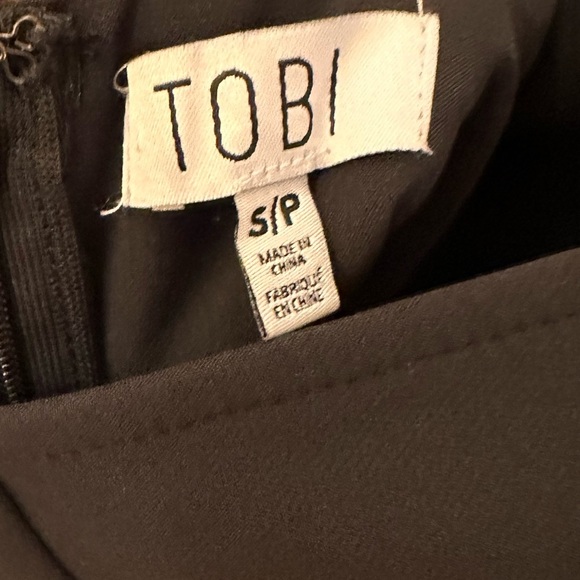 TOBI
S/P
MADE IN
CHINA
FABRIQUÉ
EN CHINE